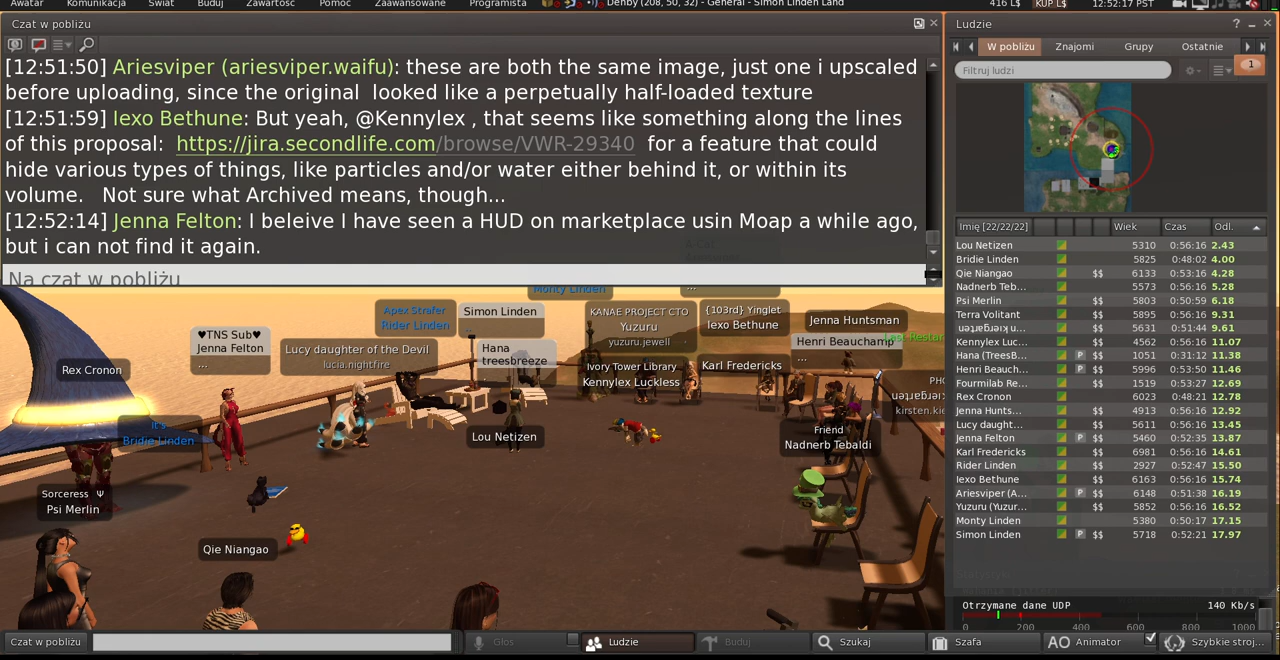 Awatar Komunikacja Świat Buduj Zawartość Pomoc Zaawansowane Programista Denby (208, 50, 32) - General - Simon Linden Land 416 L$ KUP L$ 12:52:17 PST
Czat w pobliżu
[12:51:50] Ariesviper (ariesviper.waifu): these are both the same image, just one i upscaled
before uploading, since the original looked like a perpetually half-loaded texture
[12:51:59] Iexo Bethune: But yeah, @Kennylex , that seems like something along the lines
of this proposal: https://jira.secondlife.com/browse/VWR-29340 for a feature that could
hide various types of things, like particles and/or water either behind it, or within its
volume. Not sure what Archived means, though...
[12:52:14] Jenna Felton: I beleive I have seen a HUD on marketplace usin Moap a while ago,
but i can not find it again.
Na czat w pobliżu
Monty Linden
...
Apex Strafer
Rider Linden
Simon Linden
...
KANAE PROJECT CTO
Yuzuru
yuzuru.jewell
{103rd} Yinglet
Iexo Bethune
Jenna Huntsman
♥TNS Sub♥
Jenna Felton
...
Lucy daughter of the Devil
lucia.nightfire
Hana
treesbreeze
Henri Beauchamp
...
Rex Cronon
Ivory Tower Library
Kennylex Luckless
Karl Fredericks
It's
Bridie Linden
Lou Netizen
Friend
Nadnerb Tebaldi
Sorceress Ψ
Psi Merlin
Qie Niangao
Ludzie
W pobliżu Znajomi Grupy Ostatnie
Filtruj ludzi
1
Imię [22/22/22] Wiek Czas Odl.
Lou Netizen 5310 0:56:16 2.43
Bridie Linden 5825 0:48:02 4.00
Qie Niangao $$ 6133 0:53:16 4.28
Nadnerb Teb... 5573 0:56:16 5.28
Psi Merlin $$ 5803 0:50:59 6.18
Terra Volitant $$ 5895 0:56:16 9.31
$$ 5631 0:51:44 9.61
Kennylex Luc... $$ 4562 0:56:16 11.07
Hana (TreesB... P $$ 1051 0:31:12 11.38
Henri Beauch... P $$ 5996 0:53:50 11.46
Fourmilab Re... $$ 1519 0:53:27 12.69
Rex Cronon 6023 0:48:21 12.78
Jenna Hunts... $$ 4913 0:56:16 12.92
Lucy daught... $$ 5611 0:56:16 13.45
Jenna Felton P $$ 5460 0:52:35 13.87
Karl Fredericks $$ 6981 0:56:16 14.61
Rider Linden $$ 2927 0:52:47 15.50
Iexo Bethune $$ 6163 0:56:16 15.74
Ariesviper (A... P $$ 6148 0:51:38 16.19
Yuzuru (Yuzur... $$ 5852 0:56:16 16.52
Monty Linden 5380 0:50:17 17.15
Simon Linden P $$ 5718 0:52:21 17.97
Otrzymane dane UDP 140 Kb/s
0 200 400 600 800 1000
Czat w pobliżu Głos Ludzie Buduj Szukaj Szafa AO Animator Szybkie stroj...